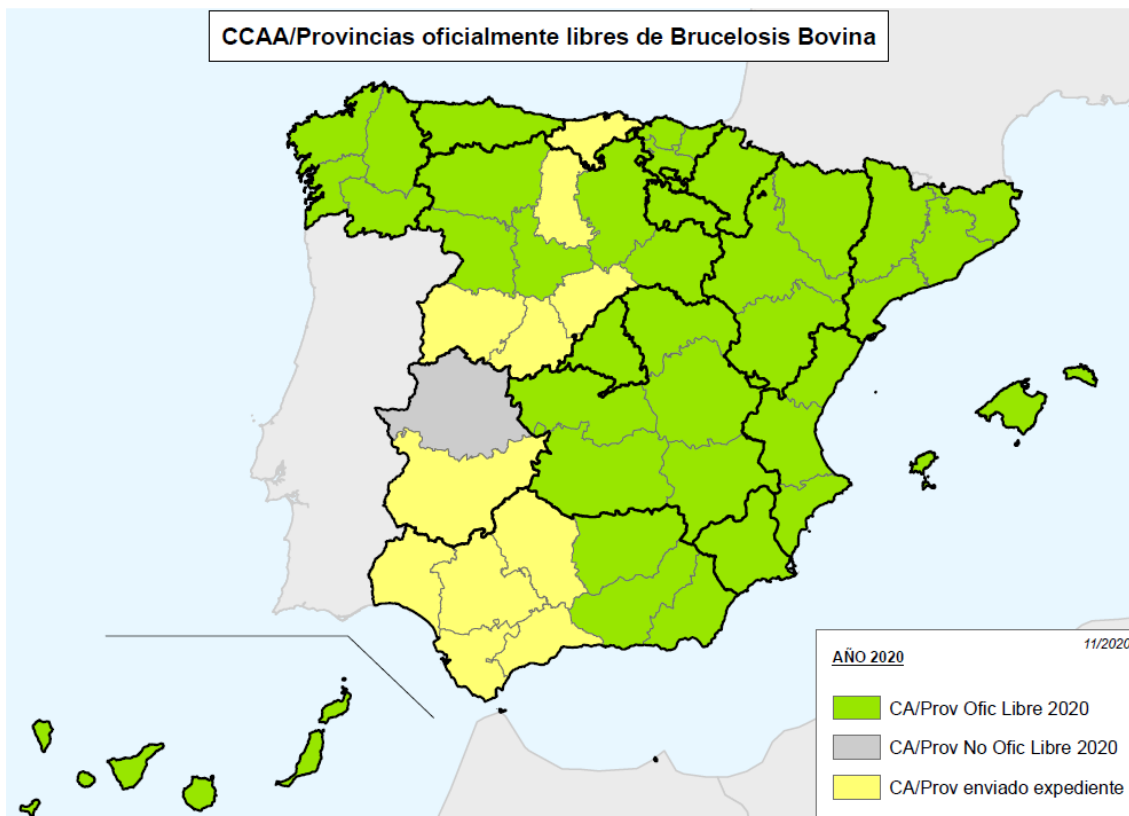 CCAA/Provincias oficialmente libres de Brucelosis Bovina
11/2020
AÑO 2020
CA/Prov Ofic Libre 2020
CA/Prov No Ofic Libre 2020
CA/Prov enviado expediente